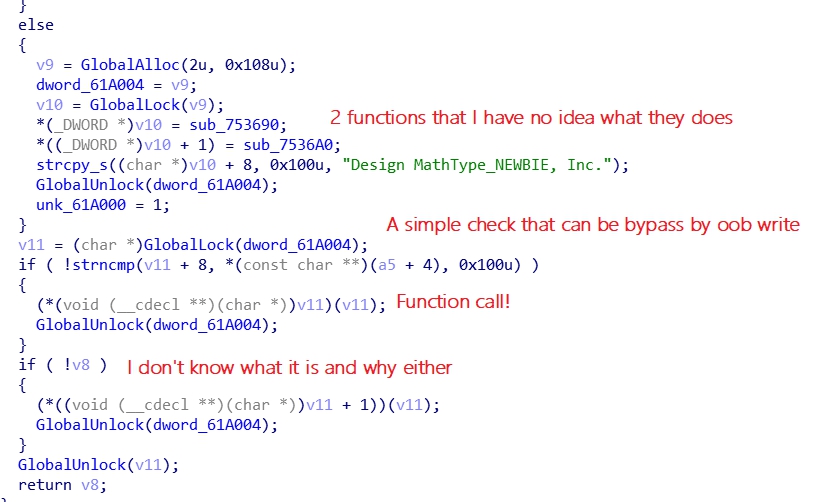 }
else
{
v9 = GlobalAlloc(2u, 0x108u);
dword_61A004 = v9;
v10 = GlobalLock(v9);
*(_DWORD *)v10 = sub_753690; 2 functions that I have no idea what they does
*((_DWORD *)v10 + 1) = sub_7536A0;
strcpy_s((char *)v10 + 8, 0x100u, "Design MathType_NEWBIE, Inc.");
GlobalUnlock(dword_61A004);
unk_61A000 = 1;
} A simple check that can be bypass by oob write
v11 = (char *)GlobalLock(dword_61A004);
if ( !strncmp(v11 + 8, *(const char **)(a5 + 4), 0x100u) )
{
(*(void (__cdecl **)(char *))v11)(v11); Function call!
GlobalUnlock(dword_61A004);
}
if ( !v8 ) I don't know what it is and why either
{
(*((void (__cdecl **)(char *))v11 + 1))(v11);
GlobalUnlock(dword_61A004);
}
GlobalUnlock(v11);
return v8;